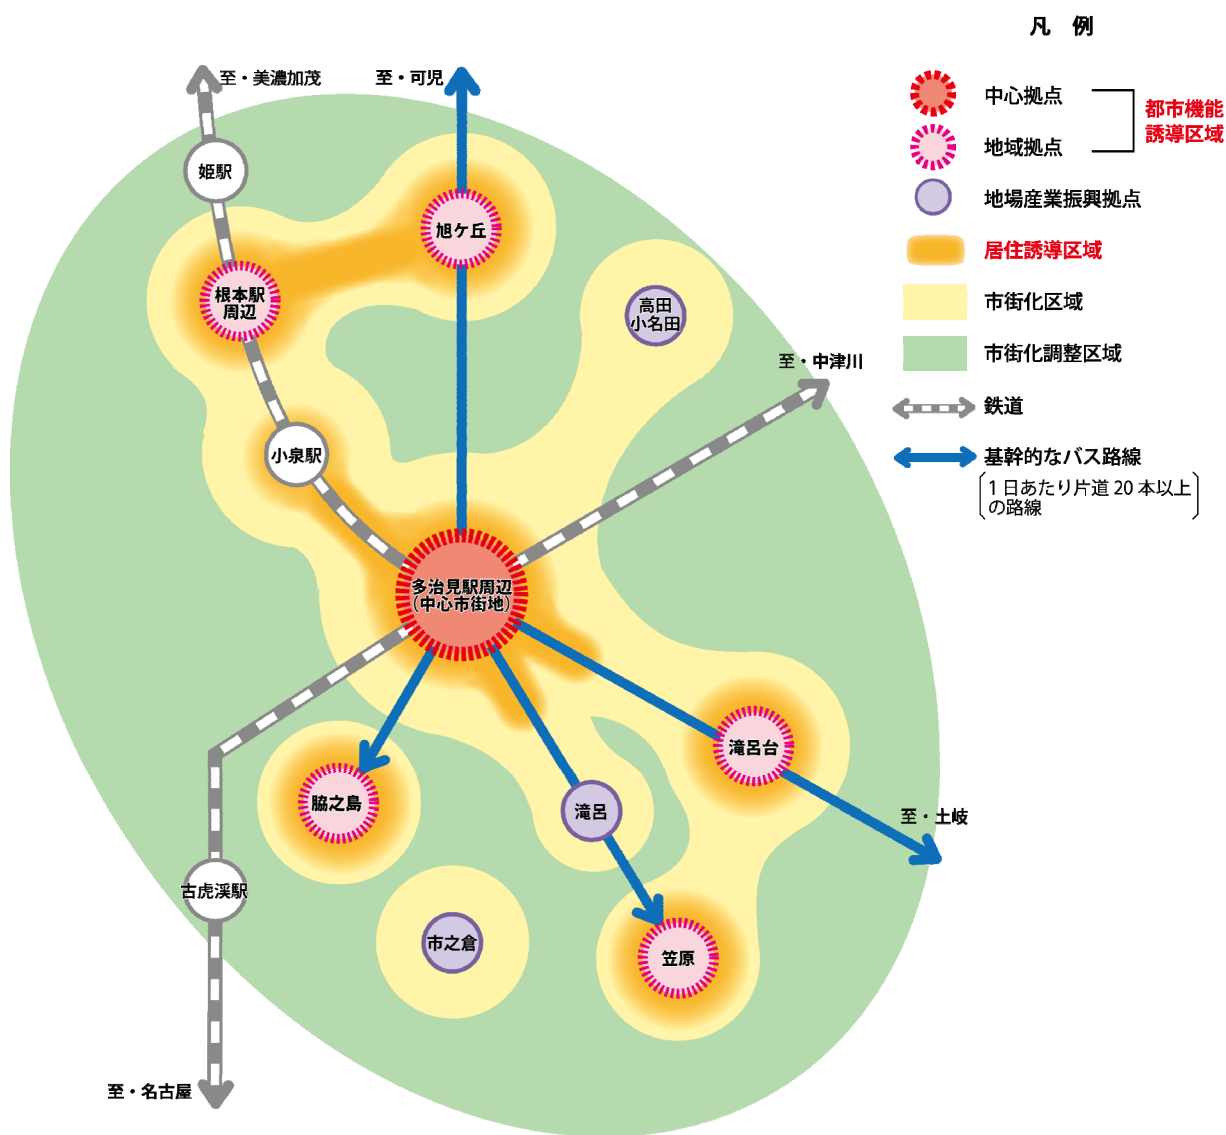 凡 例
中心拠点
地域拠点
都市機能
誘導区域
地場産業振興拠点
居住誘導区域
市街化区域
市街化調整区域
鉄道
基幹的なバス路線
1日あたり片道20本以上
の路線
至・美濃加茂
至・可児
姫駅
旭ケ丘
根本駅
周辺
高田
小名田
至・中津川
小泉駅
多治見駅周辺
(中心市街地)
滝呂台
脇之島
滝呂
至・土岐
古虎渓駅
市之倉
笠原
至・名古屋